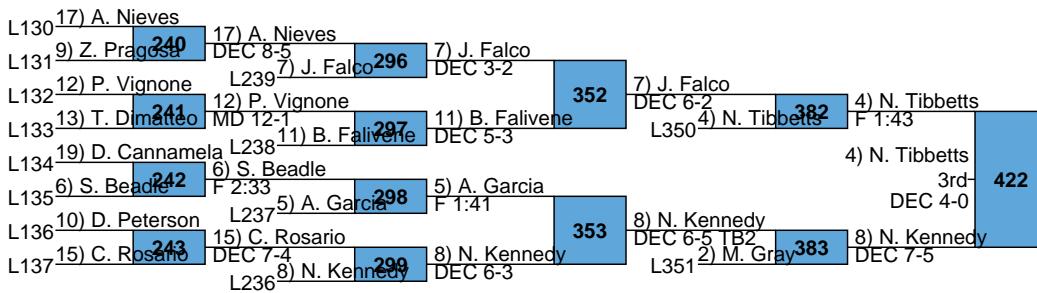 L130 17) A. Nieves
240
L131 9) Z. Pragosa
17) A. Nieves
DEC 8-5
296
L239 7) J. Falco
L132 12) P. Vignone
241
L133 13) T. Dimatteo
12) P. Vignone
MD 12-1
297
L238 11) B. Falivene
7) J. Falco
DEC 3-2
352
11) B. Falivene
DEC 5-3
L134 19) D. Cannamela
242
L135 6) S. Beadle
6) S. Beadle
F 2:33
298
L237 5) A. Garcia
L136 10) D. Peterson
243
L137 15) C. Rosario
15) C. Rosario
DEC 7-4
299
L236 8) N. Kennedy
5) A. Garcia
F 1:41
353
8) N. Kennedy
DEC 6-3
7) J. Falco
DEC 6-2
382
L350 4) N. Tibbetts
8) N. Kennedy
DEC 6-5 TB2
383
L351 2) M. Gray
4) N. Tibbetts
F 1:43
422
8) N. Kennedy
DEC 7-5
4) N. Tibbetts
3rd
DEC 4-0